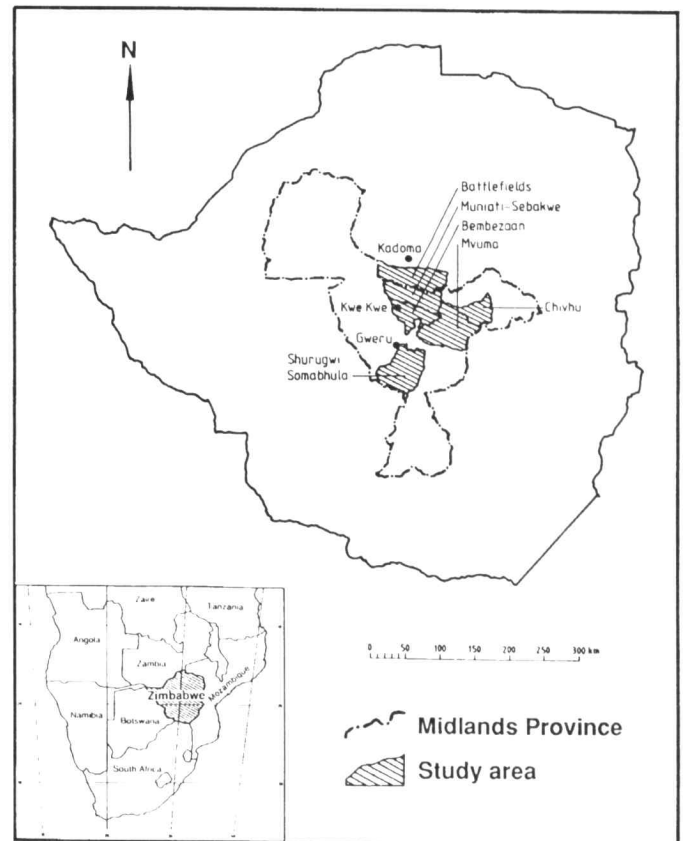 N
Battlefields
Muniati-Sebakwe
Bembezaan
Mvuma
Kadoma
Kwe Kwe
Chivhu
Gweru
Shurugwi
Somabhula
Zaire
Tanzania
Angola
Zambia
Mozambique
Zimbabwe
Namibia
Botswana
South Africa
0 50 100 150 200 250 300 km
Midlands Province
Study area